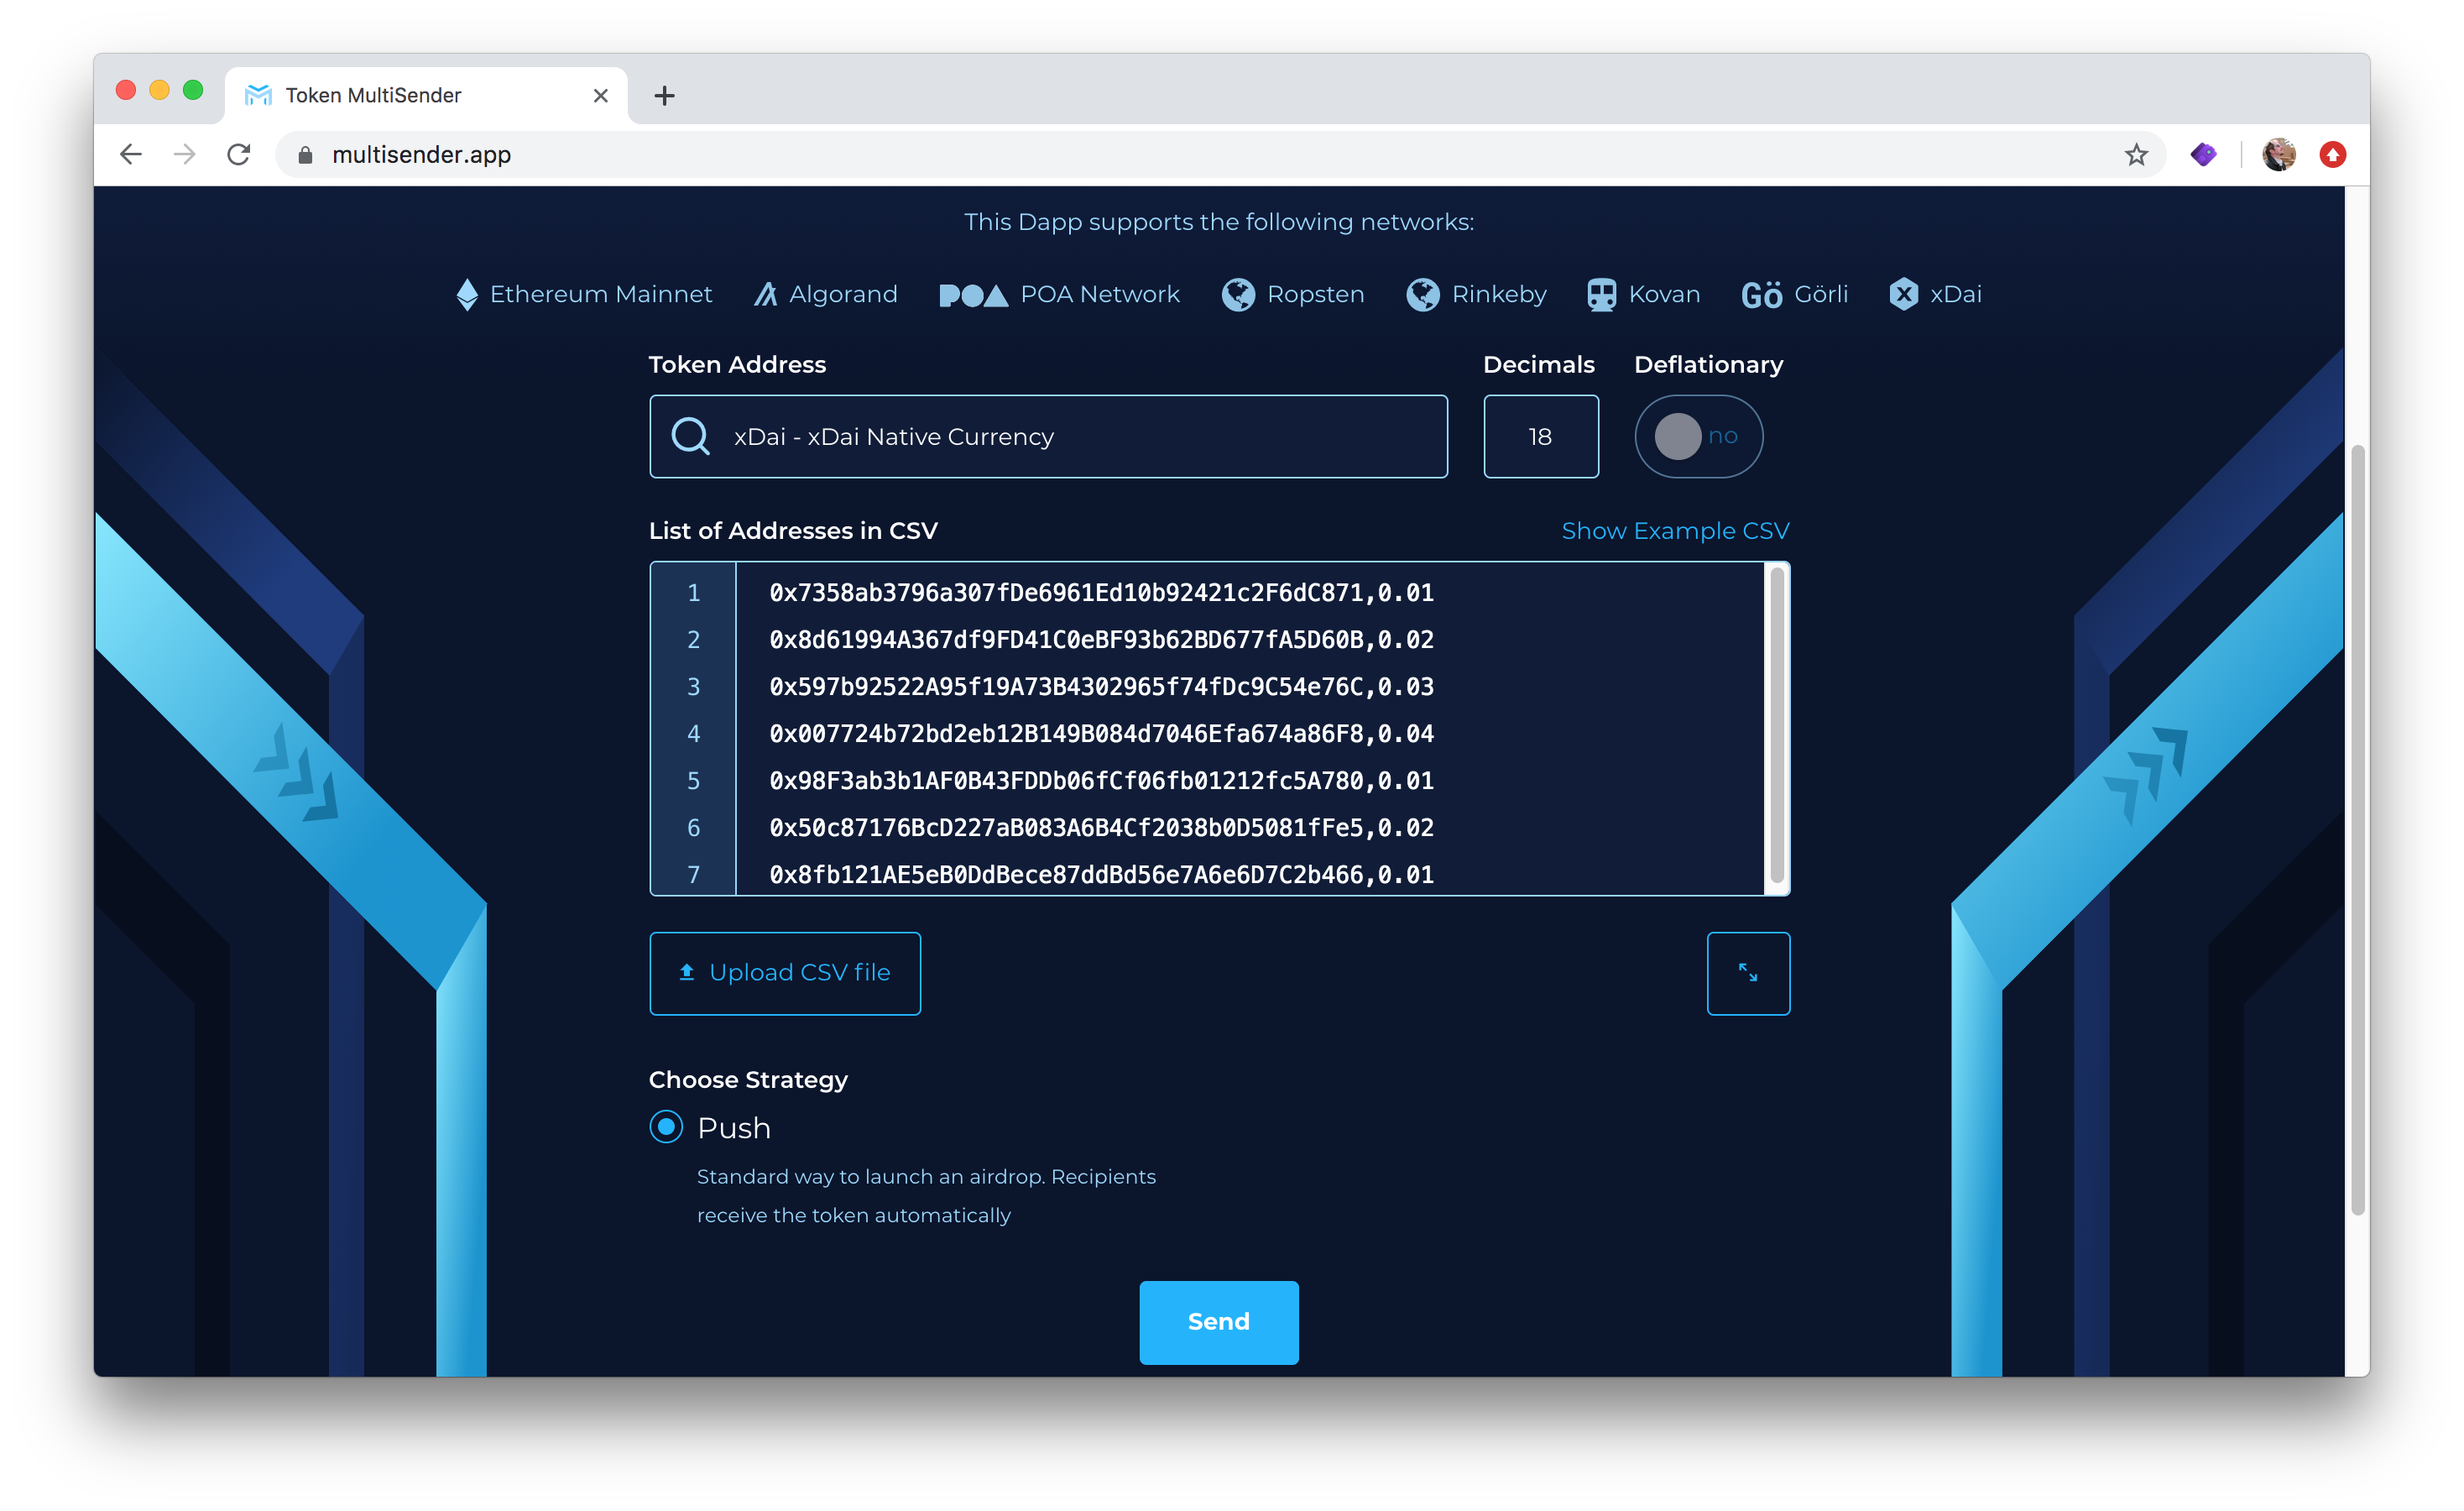 Token MultiSender
multisender.app
This Dapp supports the following networks:
Ethereum Mainnet Algorand POA POA Network Ropsten Rinkeby Kovan Gö Görli X xDai
Token Address Decimals Deflationary
xDai - xDai Native Currency 18 no
List of Addresses in CSV Show Example CSV
1 0x7358ab3796a307fDe6961Ed10b92421c2F6dC871,0.01
2 0x8d61994A367df9FD41C0eBF93b62BD677fA5D60B,0.02
3 0x597b92522A95f19A73B4302965f74fDc9C54e76C,0.03
4 0x007724b72bd2eb12B149B084d7046Efa674a86F8,0.04
5 0x98F3ab3b1AF0B43FDDb06fCf06fb01212fc5A780,0.01
6 0x50c87176BcD227aB083A6B4Cf2038b0D5081fFe5,0.02
7 0x8fb121AE5eB0DdBece87ddBd56e7A6e6D7C2b466,0.01
Upload CSV file
Choose Strategy
Push
Standard way to launch an airdrop. Recipients
receive the token automatically
Send